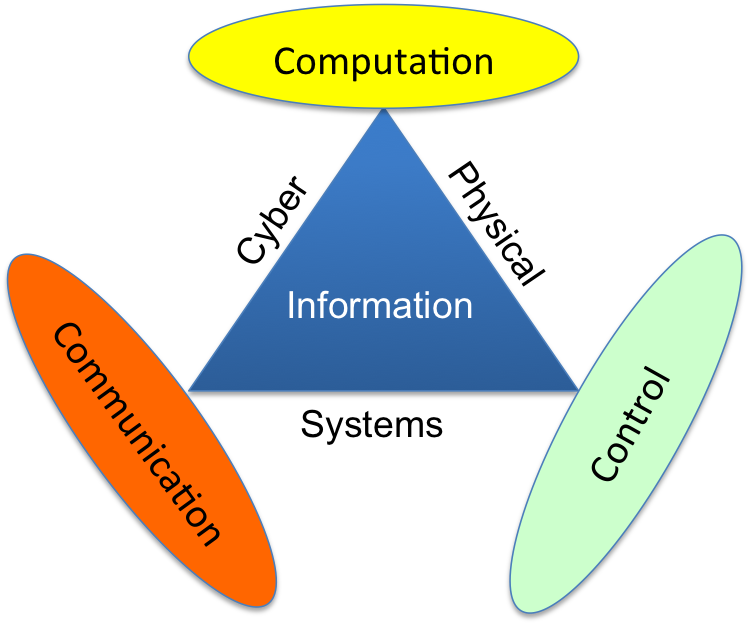 Computation
Cyber
Physical
Information
Communication
Control
Systems